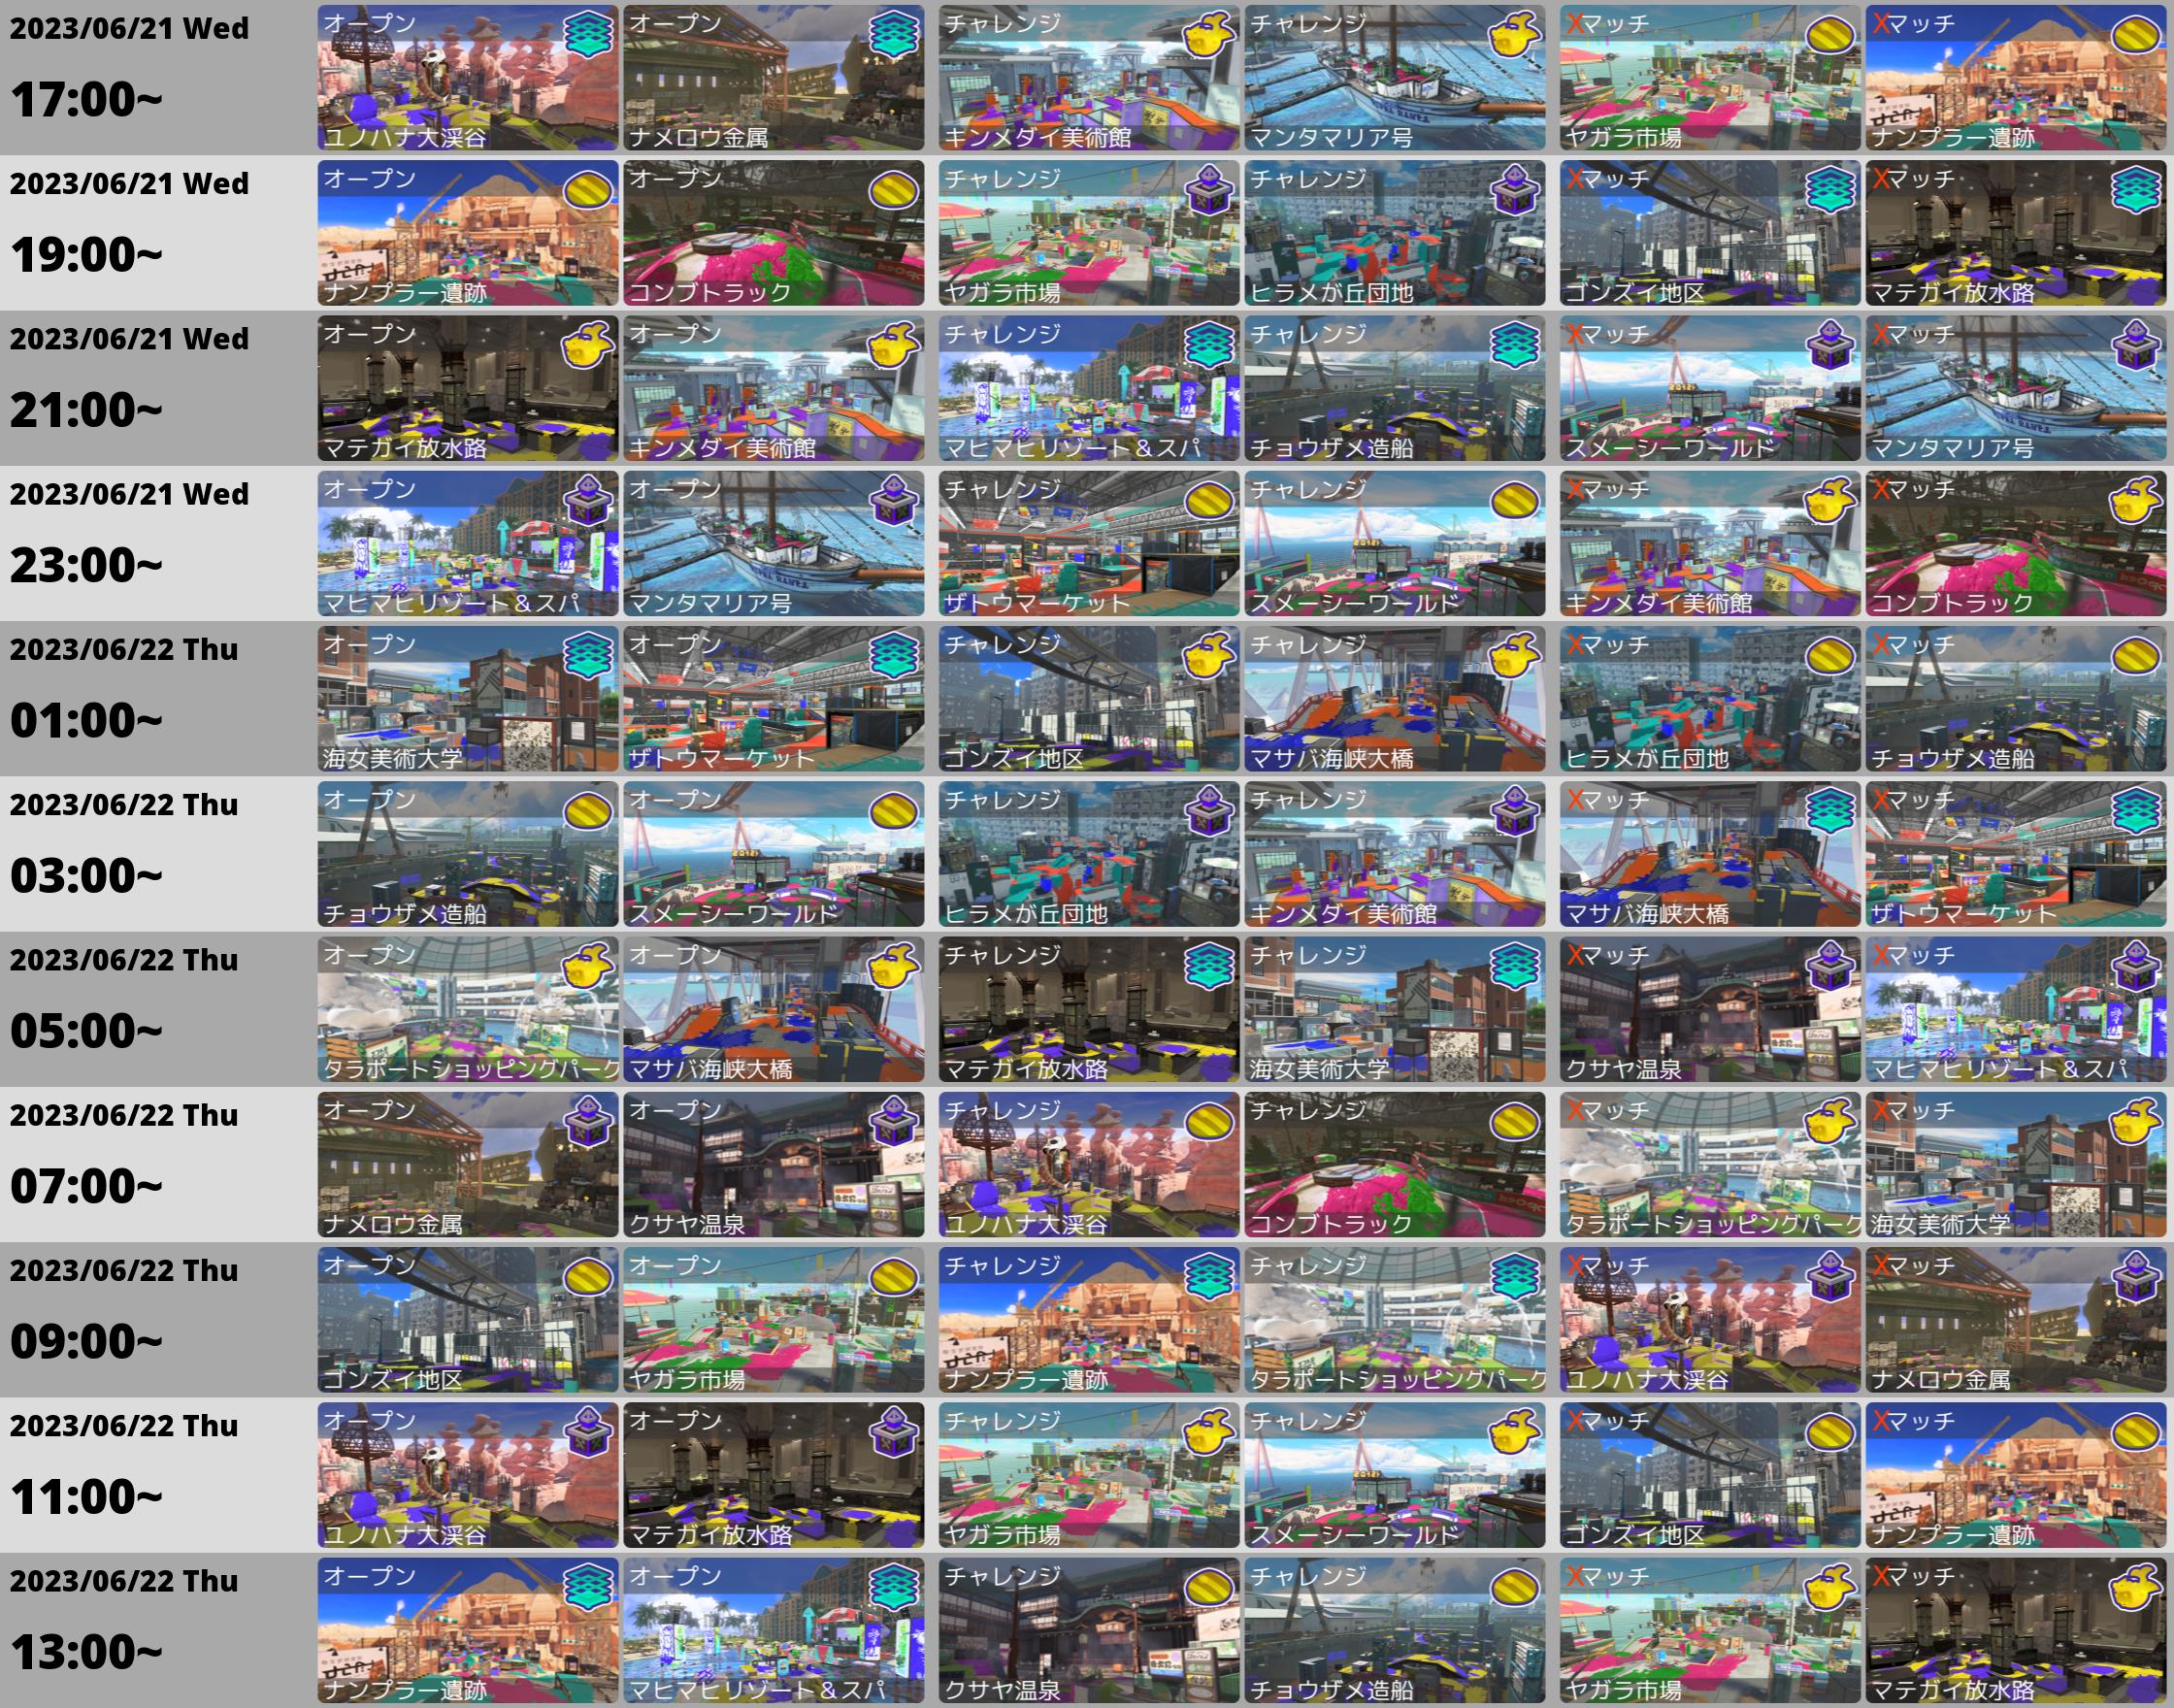 2023/06/21 Wed
17:00~
オープン オープン チャレンジ チャレンジ Xマッチ Xマッチ
ユノハナ大渓谷 ナメロウ金属 キンメダイ美術館 マンタマリア号 ヤガラ市場 ナンプラー遺跡
2023/06/21 Wed
19:00~
オープン オープン チャレンジ チャレンジ Xマッチ Xマッチ
ナンプラー遺跡 コンブトラック ヤガラ市場 ヒラメが丘団地 ゴンズイ地区 マテガイ放水路
2023/06/21 Wed
21:00~
オープン オープン チャレンジ チャレンジ Xマッチ Xマッチ
マテガイ放水路 キンメダイ美術館 マヒマヒリゾート＆スパ チョウザメ造船 スメーシーワールド マンタマリア号
2023/06/21 Wed
23:00~
オープン オープン チャレンジ チャレンジ Xマッチ Xマッチ
マヒマヒリゾート＆スパ マンタマリア号 ザトウマーケット スメーシーワールド キンメダイ美術館 コンブトラック
2023/06/22 Thu
01:00~
オープン オープン チャレンジ チャレンジ Xマッチ Xマッチ
海女美術大学 ザトウマーケット ゴンズイ地区 マサバ海峡大橋 ヒラメが丘団地 チョウザメ造船
2023/06/22 Thu
03:00~
オープン オープン チャレンジ チャレンジ Xマッチ Xマッチ
チョウザメ造船 スメーシーワールド ヒラメが丘団地 キンメダイ美術館 マサバ海峡大橋 ザトウマーケット
2023/06/22 Thu
05:00~
オープン オープン チャレンジ チャレンジ Xマッチ Xマッチ
タラポートショッピングパーク マサバ海峡大橋 マテガイ放水路 海女美術大学 クサヤ温泉 マヒマヒリゾート＆スパ
2023/06/22 Thu
07:00~
オープン オープン チャレンジ チャレンジ Xマッチ Xマッチ
ナメロウ金属 クサヤ温泉 ユノハナ大渓谷 コンブトラック タラポートショッピングパーク 海女美術大学
2023/06/22 Thu
09:00~
オープン オープン チャレンジ チャレンジ Xマッチ Xマッチ
ゴンズイ地区 ヤガラ市場 ナンプラー遺跡 タラポートショッピングパーク ユノハナ大渓谷 ナメロウ金属
2023/06/22 Thu
11:00~
オープン オープン チャレンジ チャレンジ Xマッチ Xマッチ
ユノハナ大渓谷 マテガイ放水路 ヤガラ市場 スメーシーワールド ゴンズイ地区 ナンプラー遺跡
2023/06/22 Thu
13:00~
オープン オープン チャレンジ チャレンジ Xマッチ Xマッチ
ナンプラー遺跡 マヒマヒリゾート＆スパ クサヤ温泉 チョウザメ造船 ヤガラ市場 マテガイ放水路